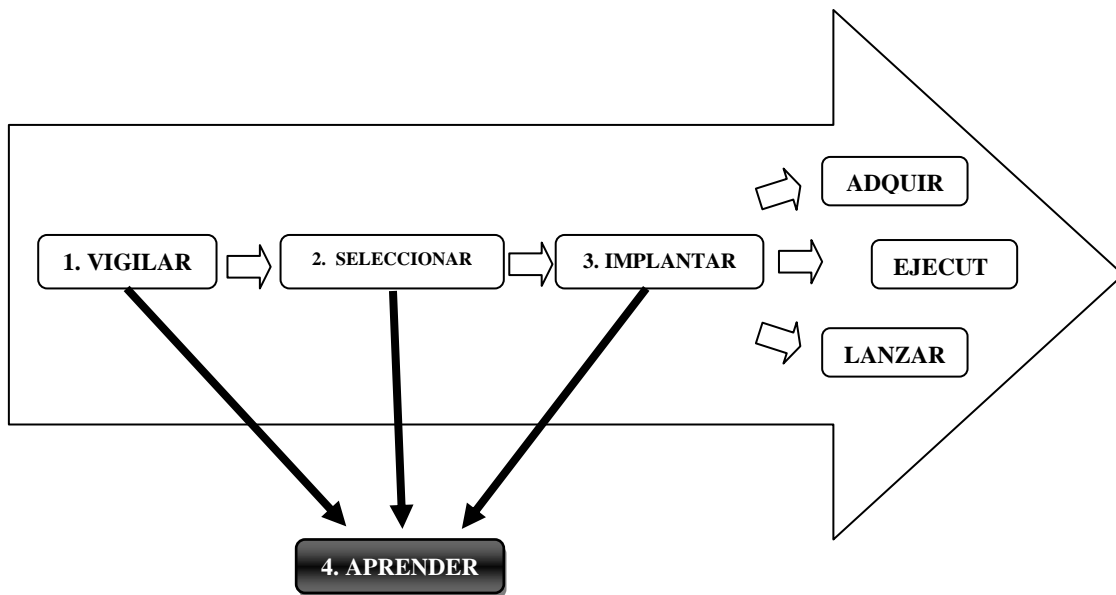 ADQUIR
1. VIGILAR
2. SELECCIONAR
3. IMPLANTAR
EJECUT
LANZAR
4. APRENDER